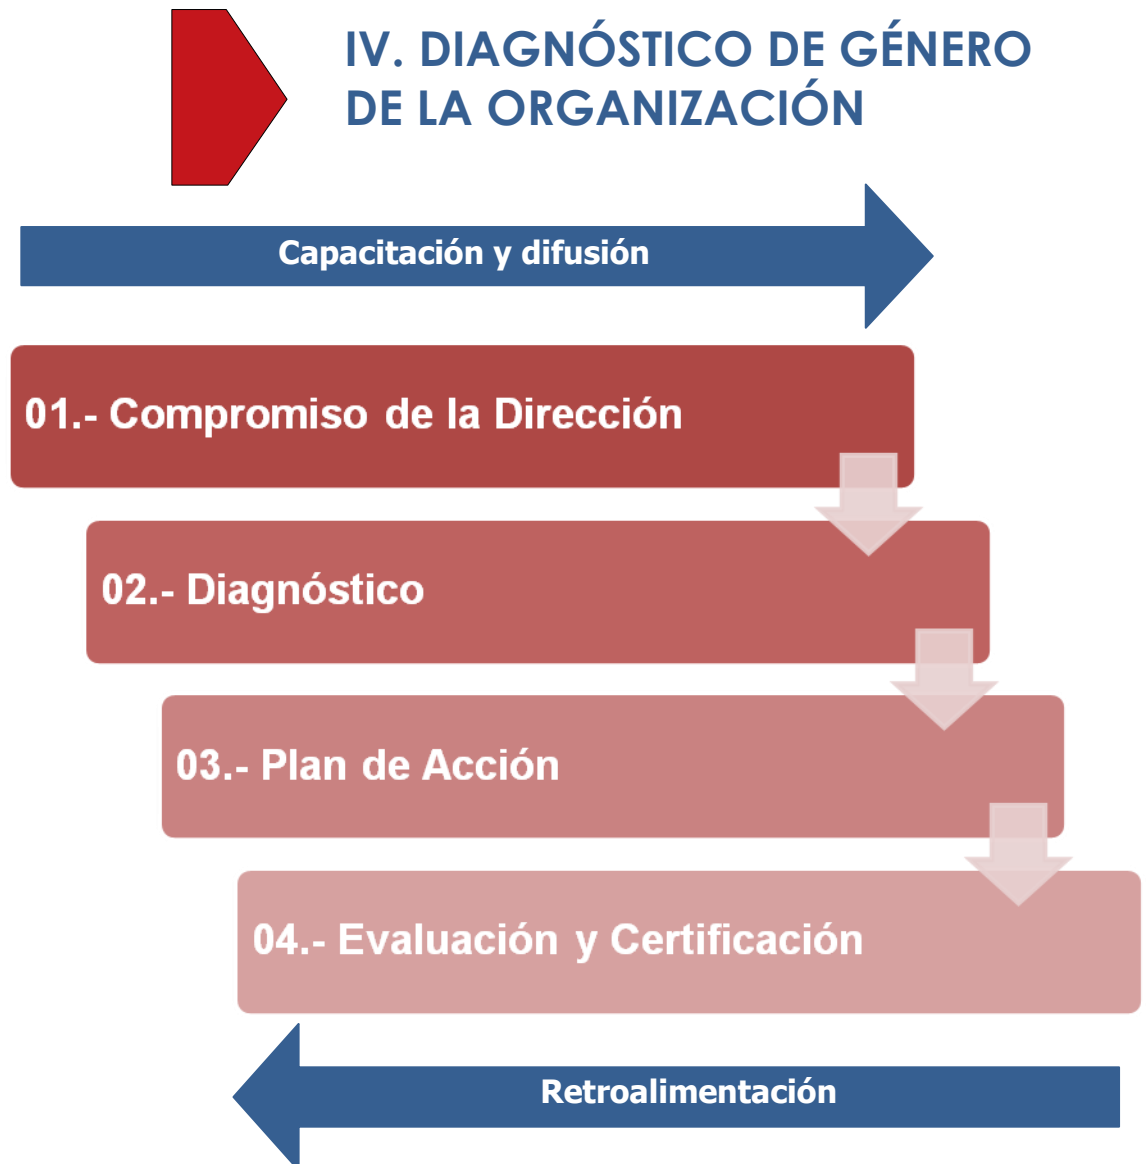 IV. DIAGNÓSTICO DE GÉNERO
DE LA ORGANIZACIÓN
Capacitación y difusión
01.- Compromiso de la Dirección
02.- Diagnóstico
03.- Plan de Acción
04.- Evaluación y Certificación
Retroalimentación